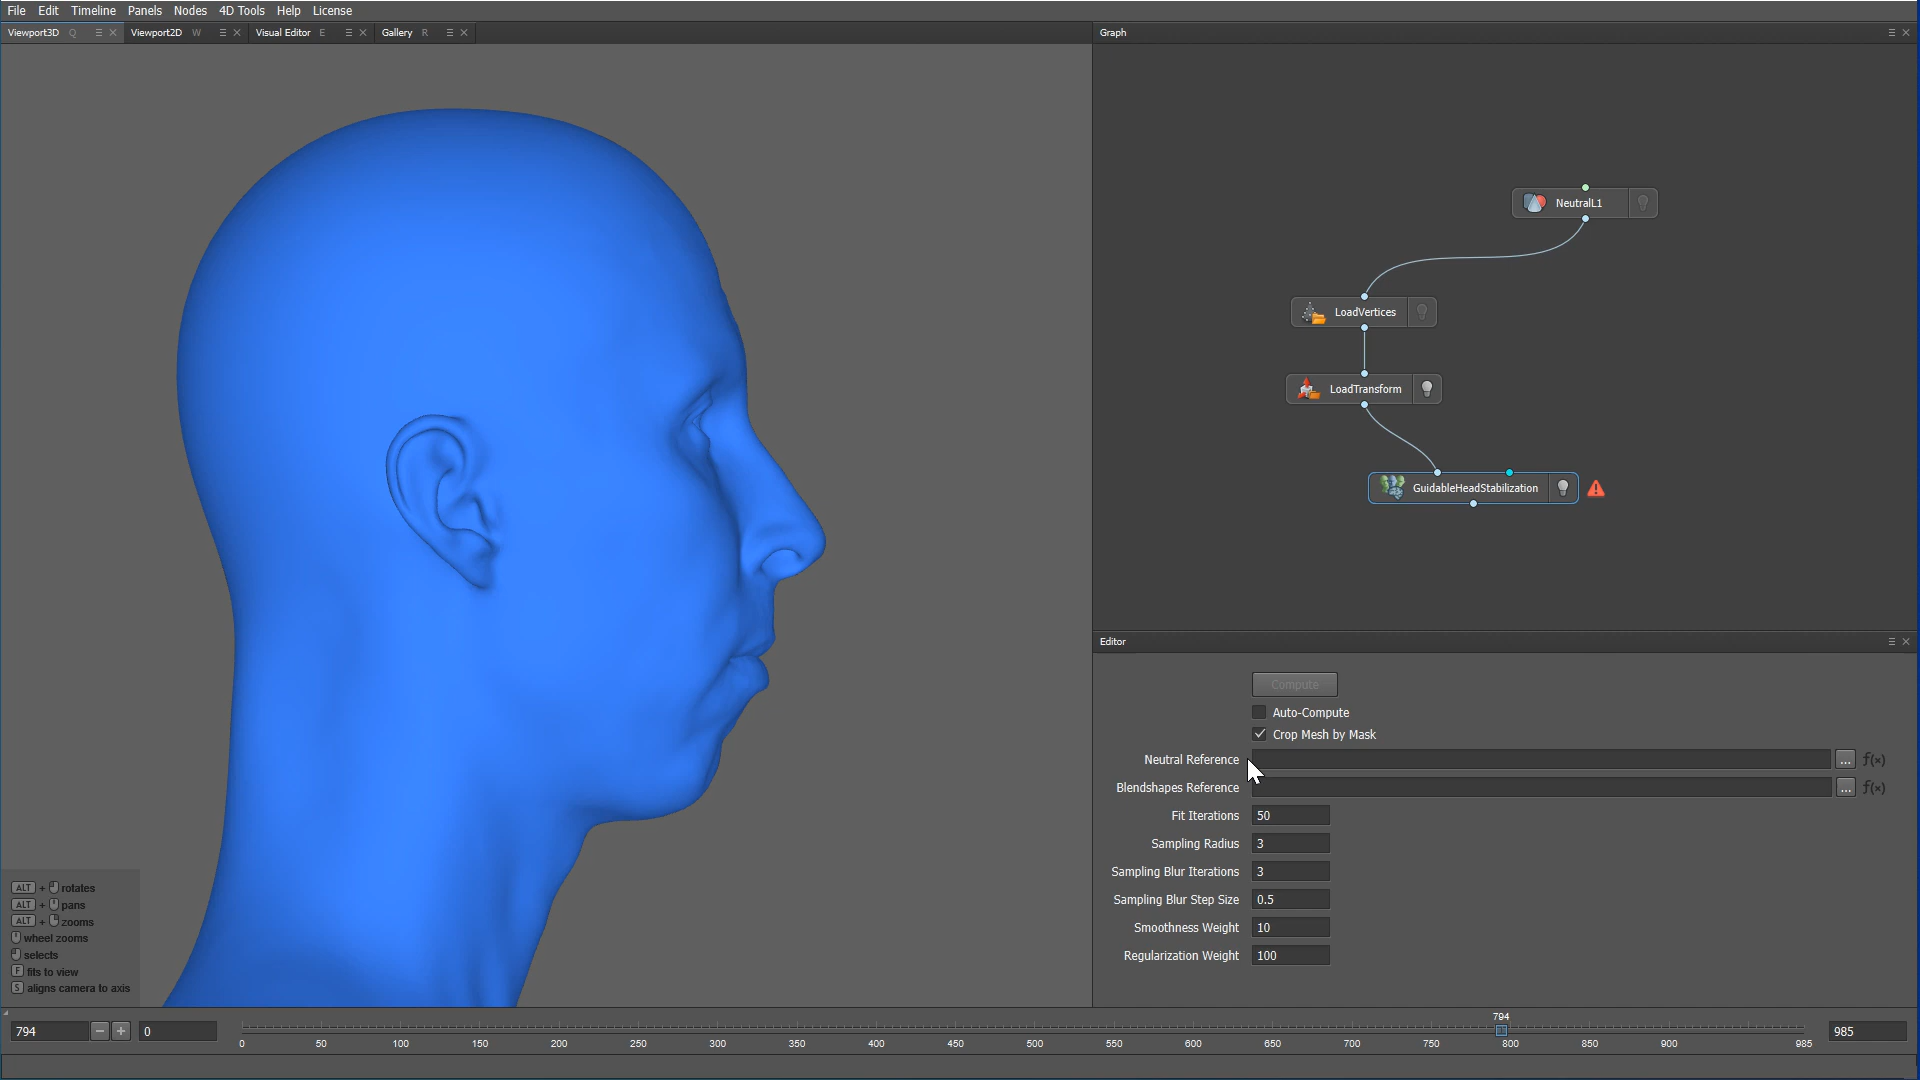 File Edit Timeline Panels Nodes 4D Tools Help License
Viewport3D Q Viewport2D W Visual Editor E Gallery R Graph
NeutralL1
LoadVertices
LoadTransform
GuidableHeadStabilization
Editor
Compute
Auto-Compute
Crop Mesh by Mask
Neutral Reference ... f(x)
Blendshapes Reference ... f(x)
Fit Iterations 50
Sampling Radius 3
Sampling Blur Iterations 3
Sampling Blur Step Size 0.5
Smoothness Weight 10
Regularization Weight 100
ALT + rotates
ALT + pans
ALT + zooms
wheel zooms
selects
F fits to view
S aligns camera to axis
794
794 − + 0 985
0 50 100 150 200 250 300 350 400 450 500 550 600 650 700 750 800 850 900 985